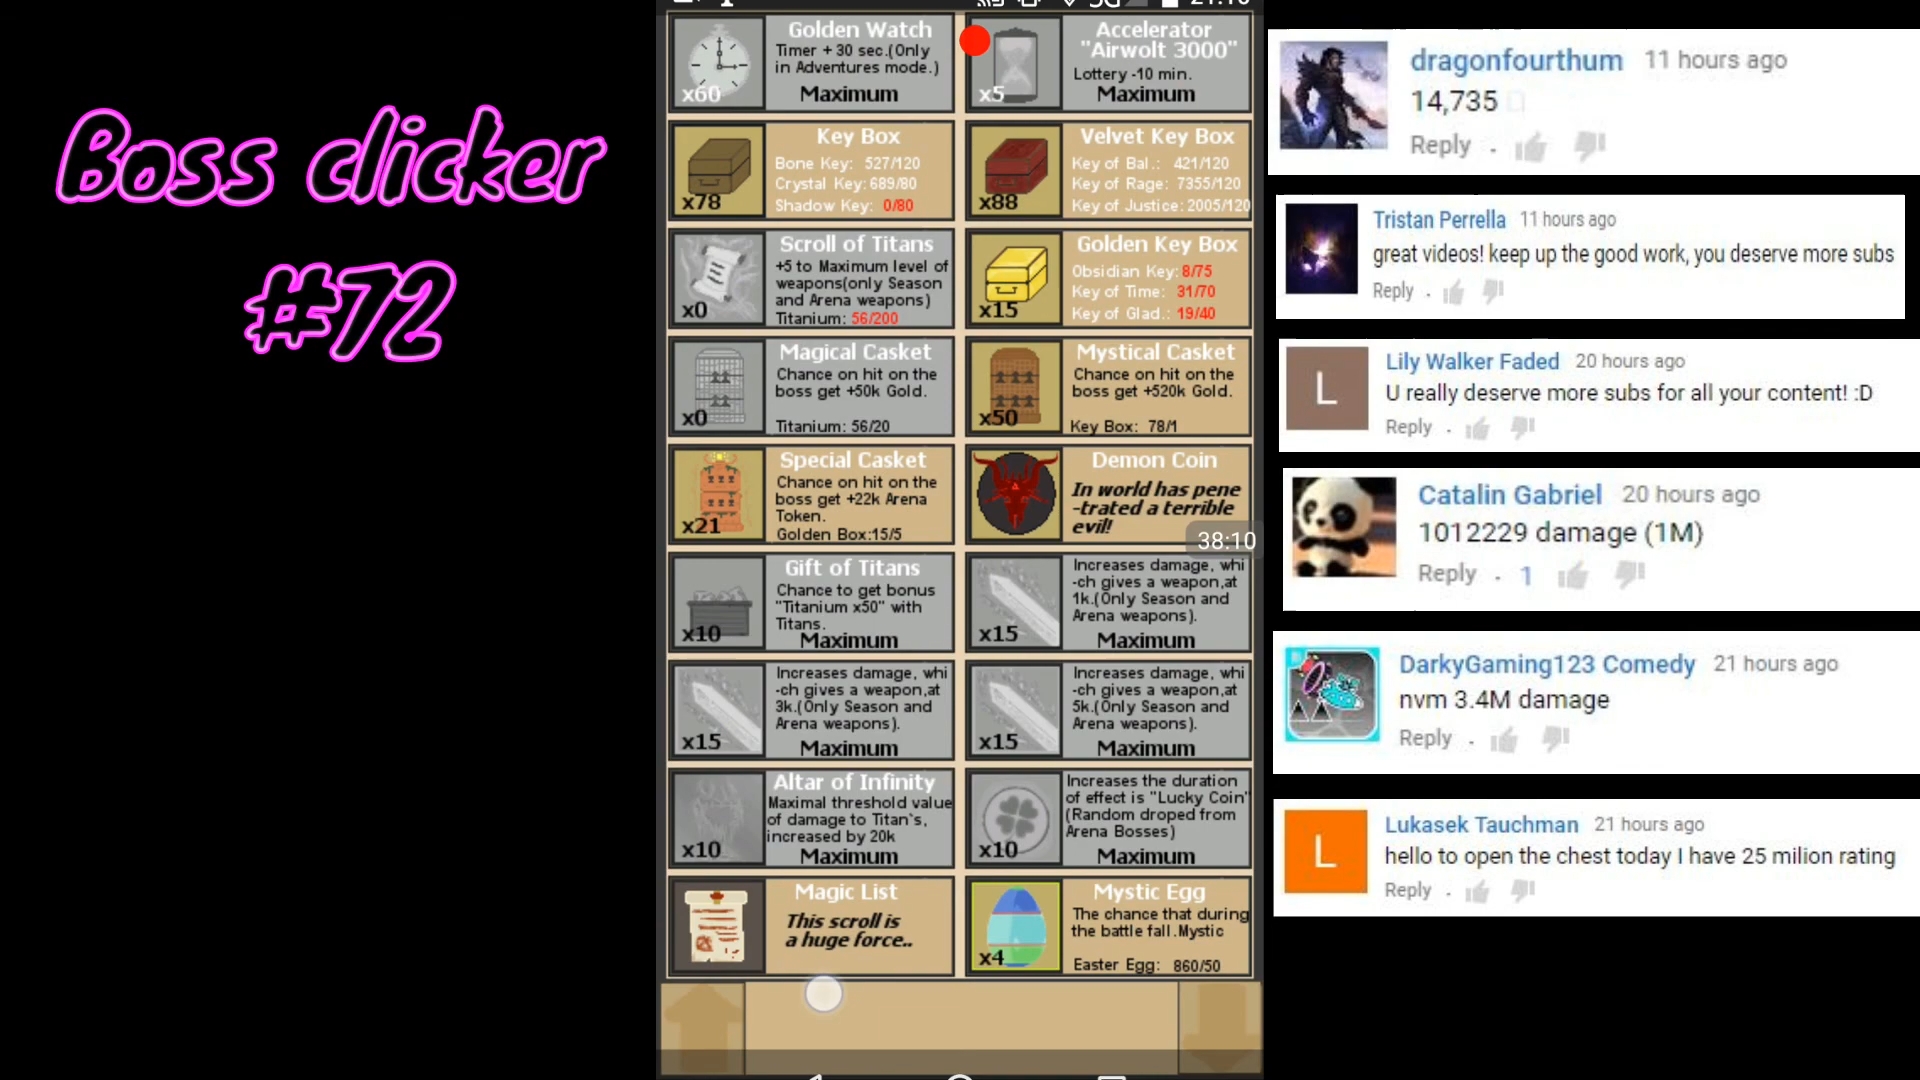 Boss clicker
#72
Golden Watch
Timer + 30 sec.(Only
in Adventures mode.)
x60
Maximum
Accelerator
"Airwolt 3000"
Lottery -10 min.
x5
Maximum
Key Box
Bone Key: 527/120
Crystal Key: 689/80
Shadow Key: 0/80
x78
Velvet Key Box
Key of Bal.: 421/120
Key of Rage: 7355/120
Key of Justice: 2005/120
x88
Scroll of Titans
+5 to Maximum level of
weapons(only Season
and Arena weapons)
Titanium: 56/200
x0
Golden Key Box
Obsidian Key: 8/75
Key of Time: 31/70
Key of Glad.: 19/40
x15
Magical Casket
Chance on hit on the
boss get +50k Gold.
Titanium: 56/20
x0
Mystical Casket
Chance on hit on the
boss get +520k Gold.
Key Box: 78/1
x50
Special Casket
Chance on hit on the
boss get +22k Arena
Token.
Golden Box:15/5
x21
Demon Coin
In world has pene
-trated a terrible
evil!
38:10
Gift of Titans
Chance to get bonus
"Titanium x50" with
Titans.
x10
Maximum
Increases damage, whi
-ch gives a weapon,at
1k.(Only Season and
Arena weapons).
x15
Maximum
Increases damage, whi
-ch gives a weapon,at
3k.(Only Season and
Arena weapons).
x15
Maximum
Increases damage, whi
-ch gives a weapon,at
5k.(Only Season and
Arena weapons).
x15
Maximum
Altar of Infinity
Maximal threshold value
of damage to Titan`s,
increased by 20k
x10
Maximum
Increases the duration
of effect is "Lucky Coin"
(Random droped from
Arena Bosses)
x10
Maximum
Magic List
This scroll is
a huge force..
Mystic Egg
The chance that during
the battle fall.Mystic
Easter Egg: 860/50
x4
dragonfourthum 11 hours ago
14,735
Reply .
Tristan Perrella 11 hours ago
great videos! keep up the good work, you deserve more subs
Reply .
L
Lily Walker Faded 20 hours ago
U really deserve more subs for all your content! :D
Reply .
Catalin Gabriel 20 hours ago
1012229 damage (1M)
Reply . 1
DarkyGaming123 Comedy 21 hours ago
nvm 3.4M damage
Reply .
L
Lukasek Tauchman 21 hours ago
hello to open the chest today I have 25 milion rating
Reply .